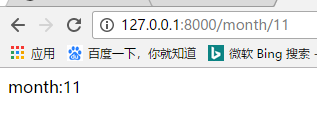 127.0.0.1:8000/month/11
应用 百度一下，你就知道 微软 Bing 搜索 -
month:11